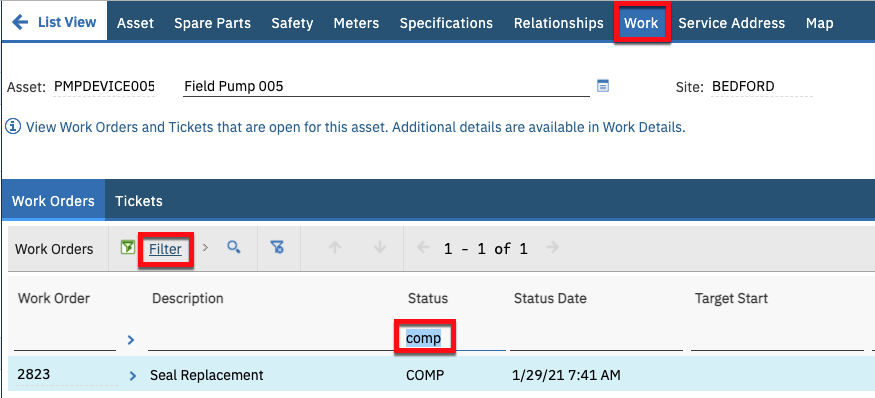 List View Asset Spare Parts Safety Meters Specifications Relationships Work Service Address Map
Asset: PMPDEVICE005 Field Pump 005 Site: BEDFORD
View Work Orders and Tickets that are open for this asset. Additional details are available in Work Details.
Work Orders Tickets
Work Orders Filter 1 - 1 of 1
Work Order Description Status Status Date Target Start
comp
2823 Seal Replacement COMP 1/29/21 7:41 AM